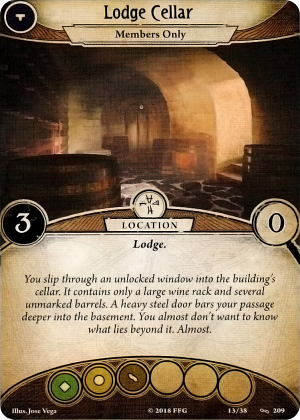 Lodge Cellar
Members Only
3
LOCATION
0
Lodge.
You slip through an unlocked window into the building's
cellar. It contains only a large wine rack and several
unmarked barrels. A heavy steel door bars your passage
deeper into the basement. You almost don't want to know
what lies beyond it. Almost.
Illus. Jose Vega
© 2018 FFG
13/38
209